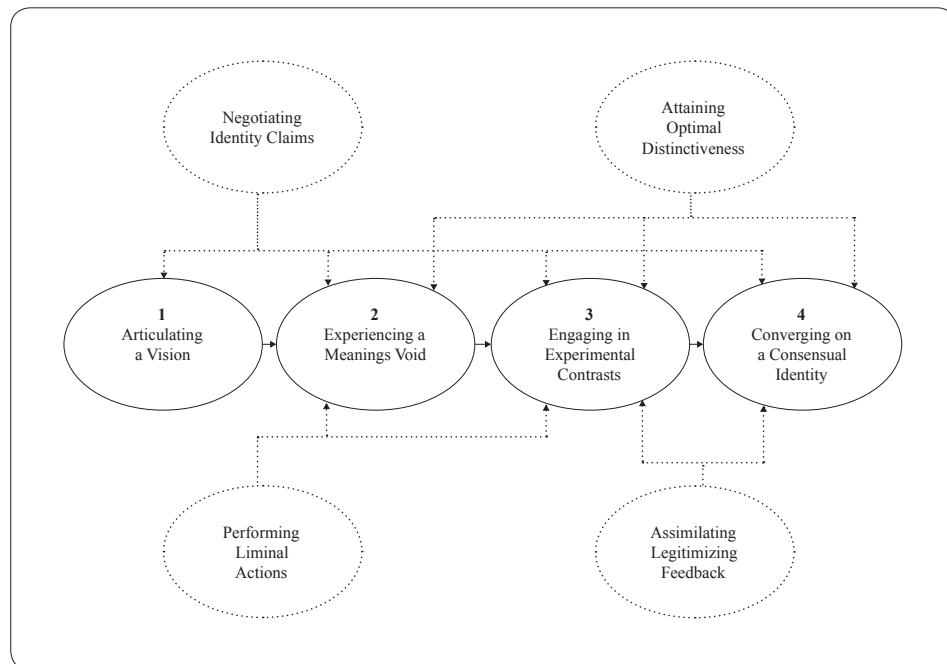 Negotiating
Identity Claims
Attaining
Optimal
Distinctiveness
1
Articulating
a Vision
2
Experiencing a
Meanings Void
3
Engaging in
Experimental
Contrasts
4
Converging on
a Consensual
Identity
Performing
Liminal
Actions
Assimilating
Legitimizing
Feedback